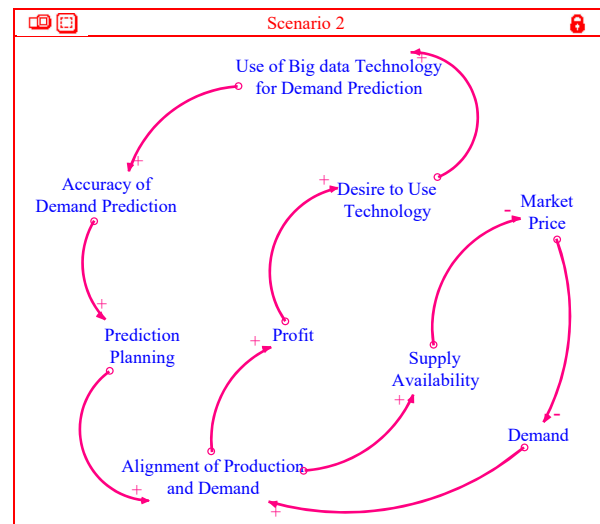 Scenario 2
Use of Big data Technology
for Demand Prediction
+
+
Accuracy of
Demand Prediction
+
Desire to Use
Technology
-
Market
Price
+
Prediction
Planning
+
Profit
Supply
Availability
+
-
Demand
Alignment of Production
and Demand
+
+